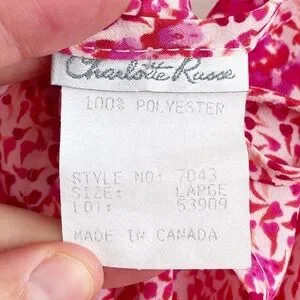 Charlotte Russe
100% POLYESTER
STYLE NO: 7043
SIZE: LARGE
LOT: 53909
MADE IN CANADA